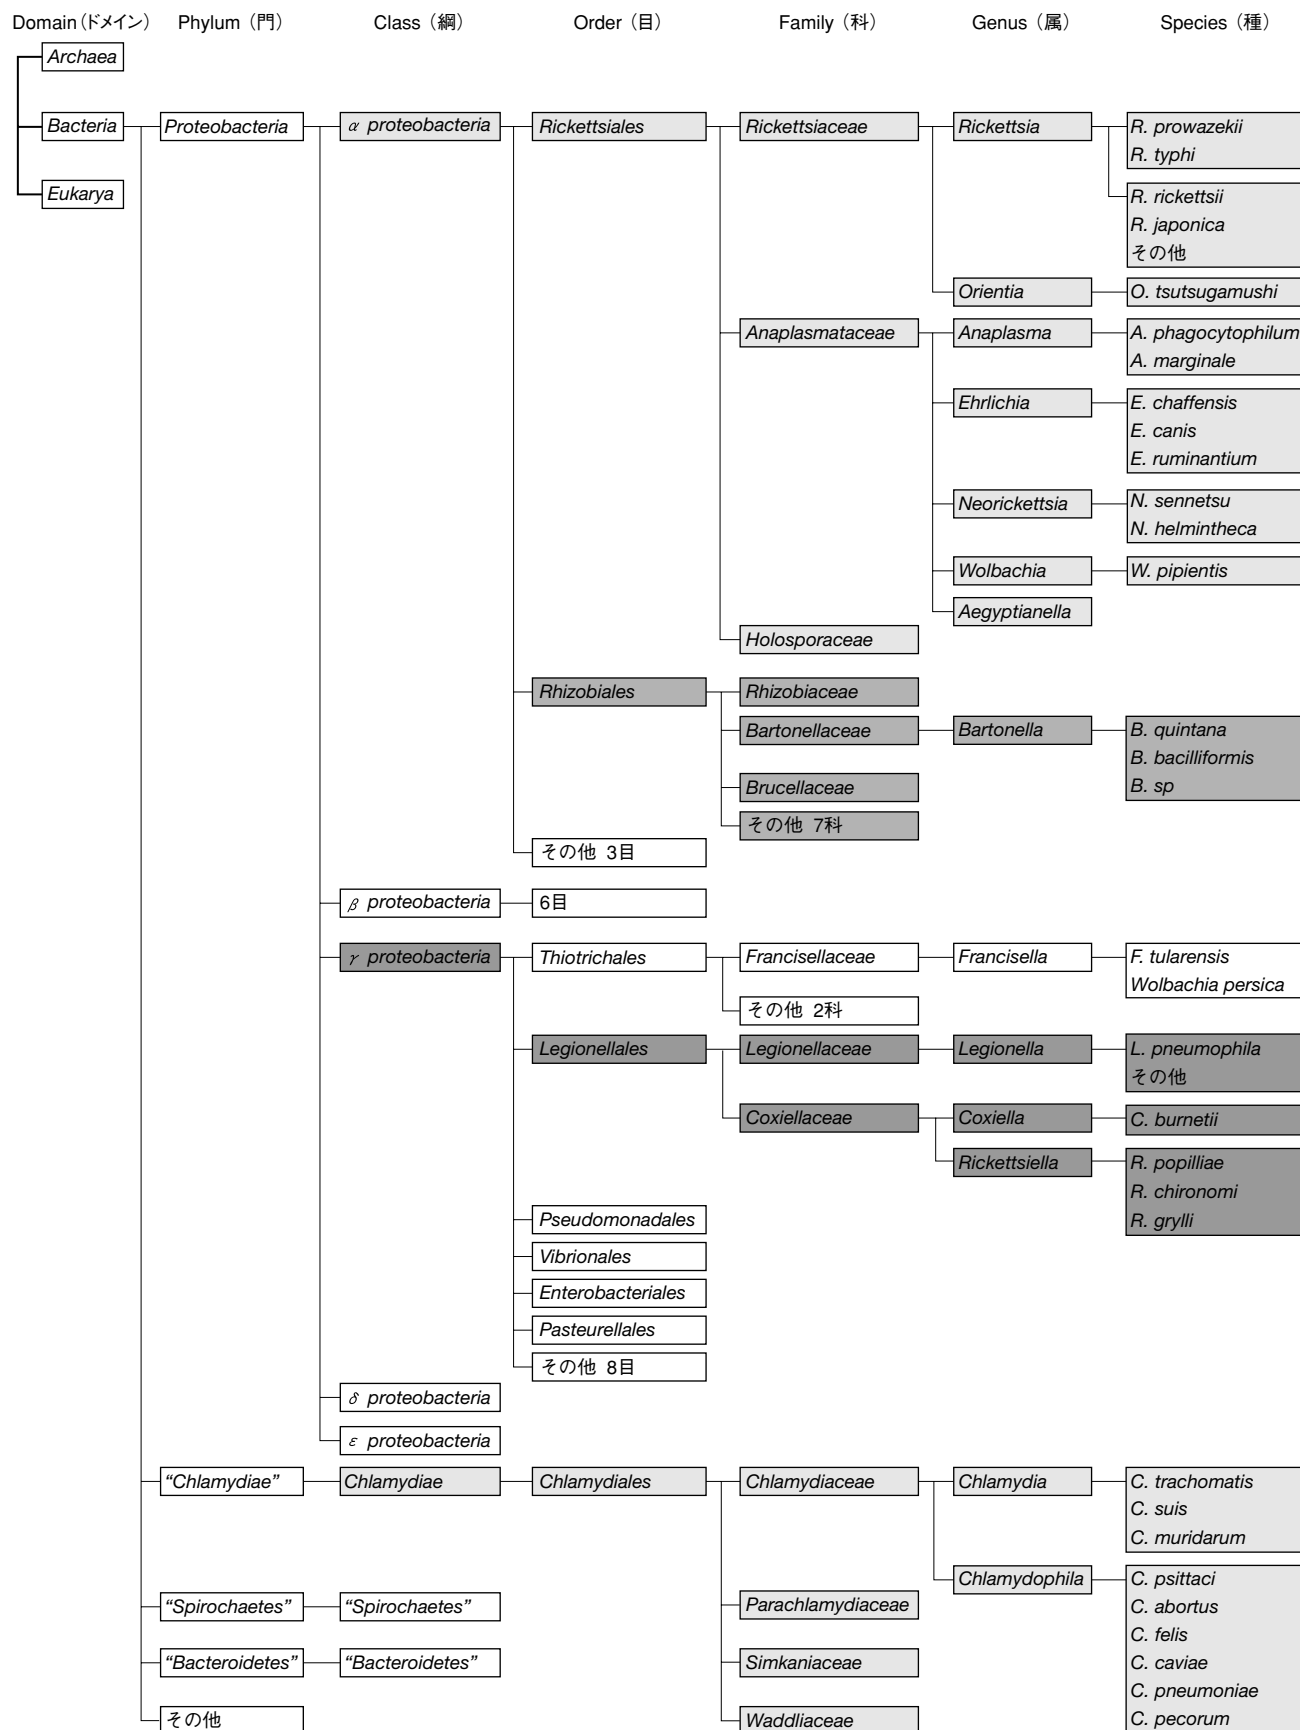 Domain（ドメイン） Phylum（門） Class（綱） Order（目） Family（科） Genus（属） Species（種）
Archaea
Bacteria Proteobacteria α proteobacteria Rickettsiales Rickettsiaceae Rickettsia R. prowazekii
R. typhi
Eukarya
R. rickettsii
R. japonica
その他
Orientia O. tsutsugamushi
Anaplasmataceae Anaplasma A. phagocytophilum
A. marginale
Ehrlichia E. chaffensis
E. canis
E. ruminantium
Neorickettsia N. sennetsu
N. helmintheca
Wolbachia W. pipientis
Aegyptianella
Holosporaceae
Rhizobiales Rhizobiaceae
Bartonellaceae Bartonella B. quintana
B. bacilliformis
Brucellaceae B. sp
その他 7科
その他 3目
β proteobacteria 6目
γ proteobacteria Thiotrichales Francisellaceae Francisella F. tularensis
Wolbachia persica
その他 2科
Legionellales Legionellaceae Legionella L. pneumophila
その他
Coxiellaceae Coxiella C. burnetii
Rickettsiella R. popilliae
R. chironomi
Pseudomonadales R. grylli
Vibrionales
Enterobacteriales
Pasteurellales
その他 8目
δ proteobacteria
ε proteobacteria
“Chlamydiae” Chlamydiae Chlamydiales Chlamydiaceae Chlamydia C. trachomatis
C. suis
C. muridarum
Chlamydophila C. psittaci
“Spirochaetes” “Spirochaetes” Parachlamydiaceae C. abortus
C. felis
“Bacteroidetes” “Bacteroidetes” Simkaniaceae C. caviae
C. pneumoniae
その他 Waddliaceae C. pecorum